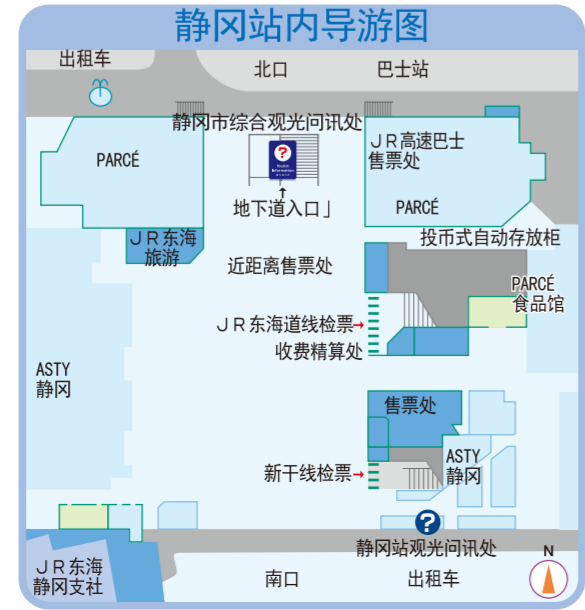 静冈站内导游图
出租车
北口
巴士站
静冈市综合观光问讯处
PARCÉ
?
ＪＲ高速巴士
售票处
地下道入口
PARCÉ
ＪＲ东海
旅游
投币式自动存放柜
近距离售票处
PARCÉ
食品馆
ＪＲ东海道线检票→
收费精算处
ASTY
静冈
售票处
新干线检票→
ASTY
静冈
?
静冈站观光问讯处
N
ＪＲ东海
静冈支社
南口
出租车